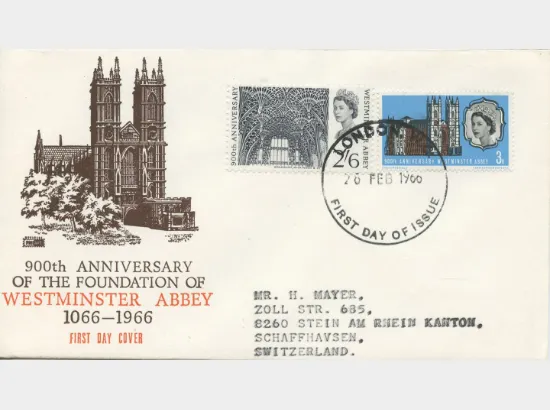 900th ANNIVERSARY
OF THE FOUNDATION OF
WESTMINSTER ABBEY
1066–1966
FIRST DAY COVER
900th ANNIVERSARY
WESTMINSTER ABBEY
2/6
900th ANNIVERSARY WESTMINSTER ABBEY
3D
LONDON
28 FEB 1966
FIRST DAY OF ISSUE
MR. H. MAYER,
ZOLL STR. 685,
8260 STEIN AM RHEIN KANTON,
SCHAFFHAVSEN,
SWITZERLAND.